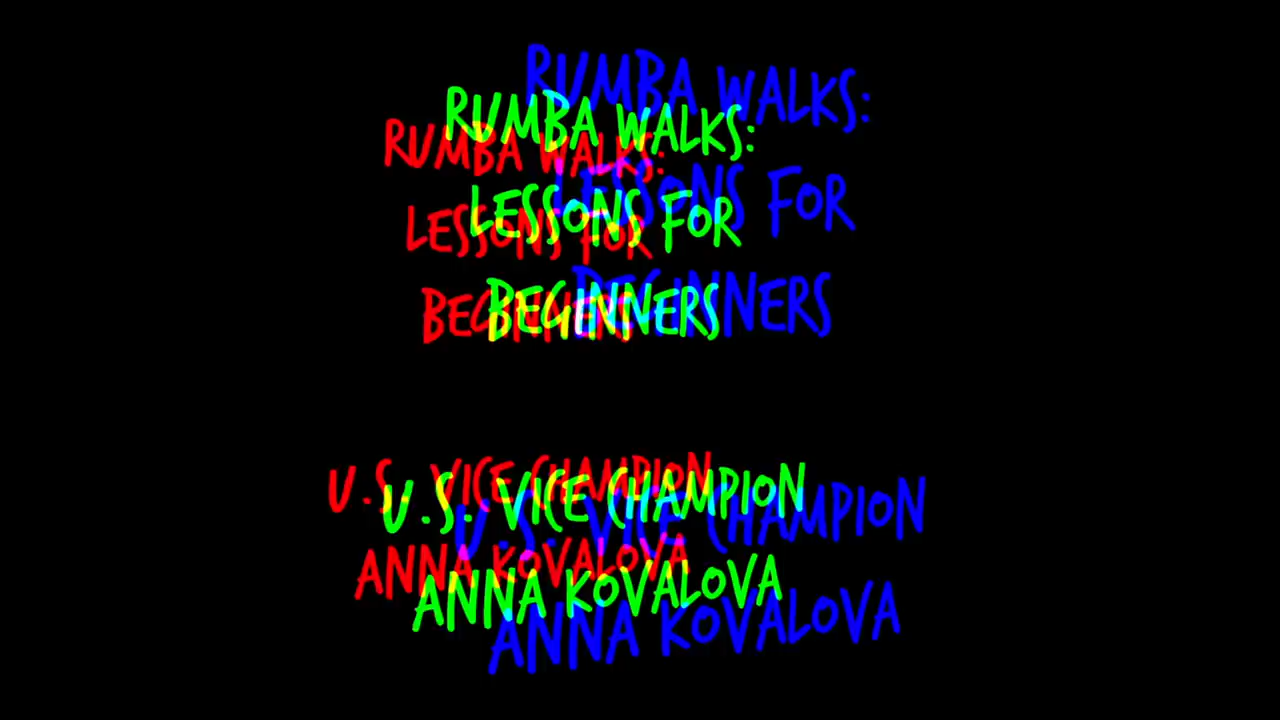 RUMBA WALKS:
LESSONS FOR
BEGINNERS
U.S. VICE CHAMPION
ANNA KOVALOVA